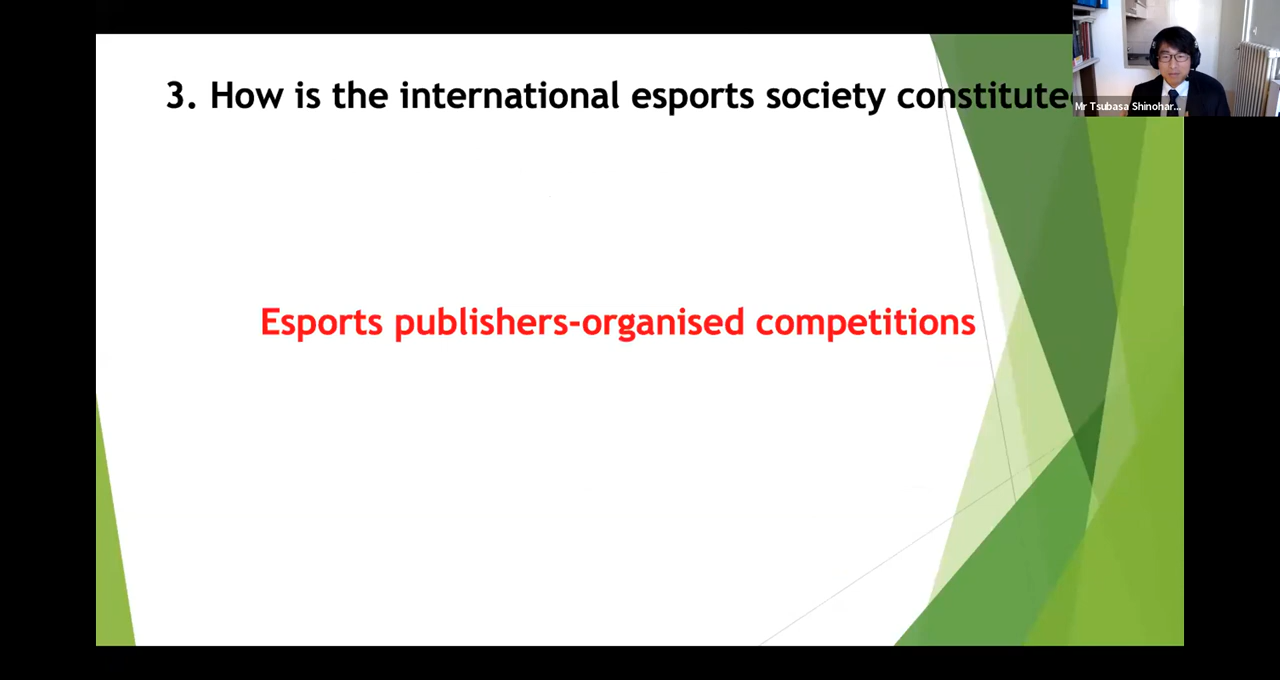 3. How is the international esports society constitute
Mr Tsubasa Shinohar...
Esports publishers-organised competitions